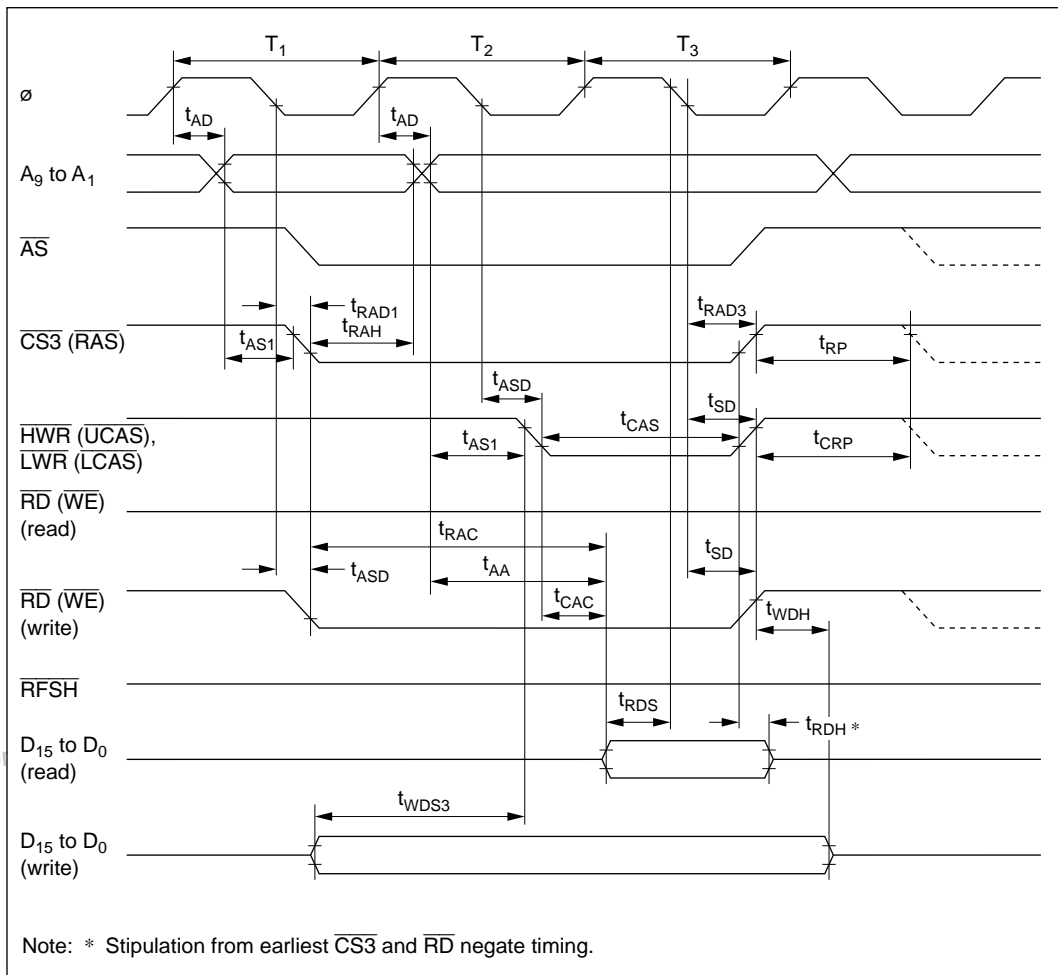 T1 T2 T3
ø
tAD tAD
A9 to A1
AS
tRAD1 tRAD3
CS3 (RAS) tRAH tRP
tAS1
tASD tSD
HWR (UCAS), tCAS
LWR (LCAS) tAS1 tCRP
RD (WE)
(read)
tRAC tSD
tASD tAA
RD (WE) tCAC
(write) tWDH
RFSH
tRDS tRDH *
D15 to D0
(read)
tWDS3
D15 to D0
(write)
Note: * Stipulation from earliest CS3 and RD negate timing.